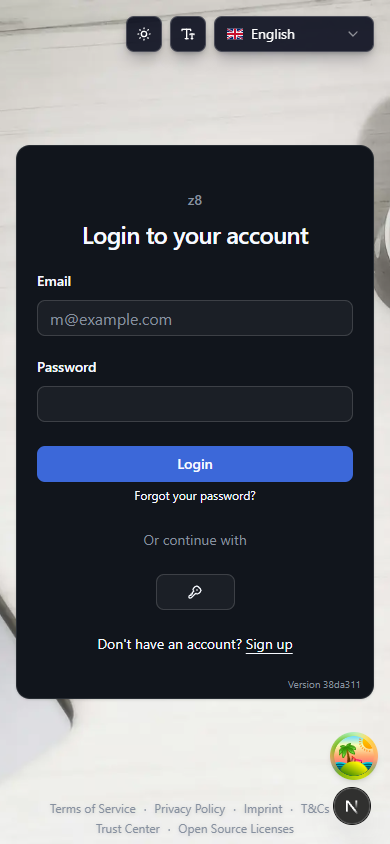 English
z8
Login to your account
Email
m@example.com
Password
Login
Forgot your password?
Or continue with
Don't have an account? Sign up
Version 38da311
Terms of Service · Privacy Policy · Imprint · T&Cs
Trust Center · Open Source Licenses
N